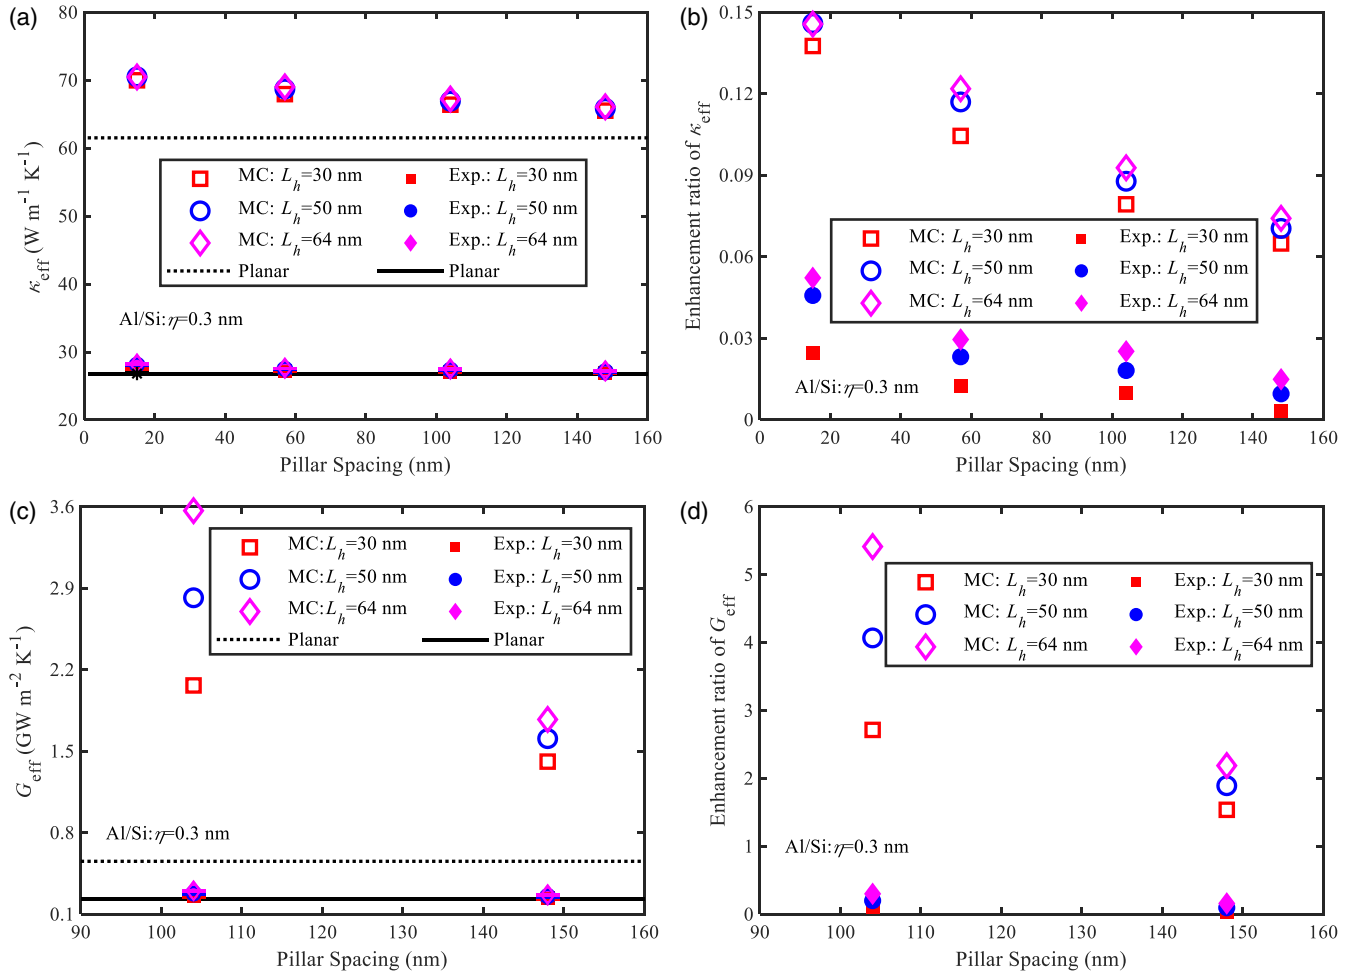 (a)
80
70
60
50
40
30
20
κeff (W m-1 K-1)
MC: Lh=30 nm
Exp.: Lh=30 nm
MC: Lh=50 nm
Exp.: Lh=50 nm
MC: Lh=64 nm
Exp.: Lh=64 nm
Planar
Planar
Al/Si:η=0.3 nm
0 20 40 60 80 100 120 140 160
Pillar Spacing (nm)
(b)
0.15
0.12
0.09
0.06
0.03
0
Enhancement ratio of κeff
MC: Lh=30 nm
Exp.: Lh=30 nm
MC: Lh=50 nm
Exp.: Lh=50 nm
MC: Lh=64 nm
Exp.: Lh=64 nm
Al/Si:η=0.3 nm
0 20 40 60 80 100 120 140 160
Pillar Spacing (nm)
(c)
3.6
2.9
2.2
1.5
0.8
0.1
Geff (GW m-2 K-1)
MC:Lh=30 nm
Exp.: Lh=30 nm
MC:Lh=50 nm
Exp.: Lh=50 nm
MC:Lh=64 nm
Exp.: Lh=64 nm
Planar
Planar
Al/Si:η=0.3 nm
90 100 110 120 130 140 150 160
Pillar Spacing (nm)
(d)
6
5
4
3
2
1
0
Enhancement ratio of Geff
MC: Lh=30 nm
Exp.: Lh=30 nm
MC: Lh=50 nm
Exp.: Lh=50 nm
MC: Lh=64 nm
Exp.: Lh=64 nm
Al/Si:η=0.3 nm
90 100 110 120 130 140 150 160
Pillar Spacing (nm)